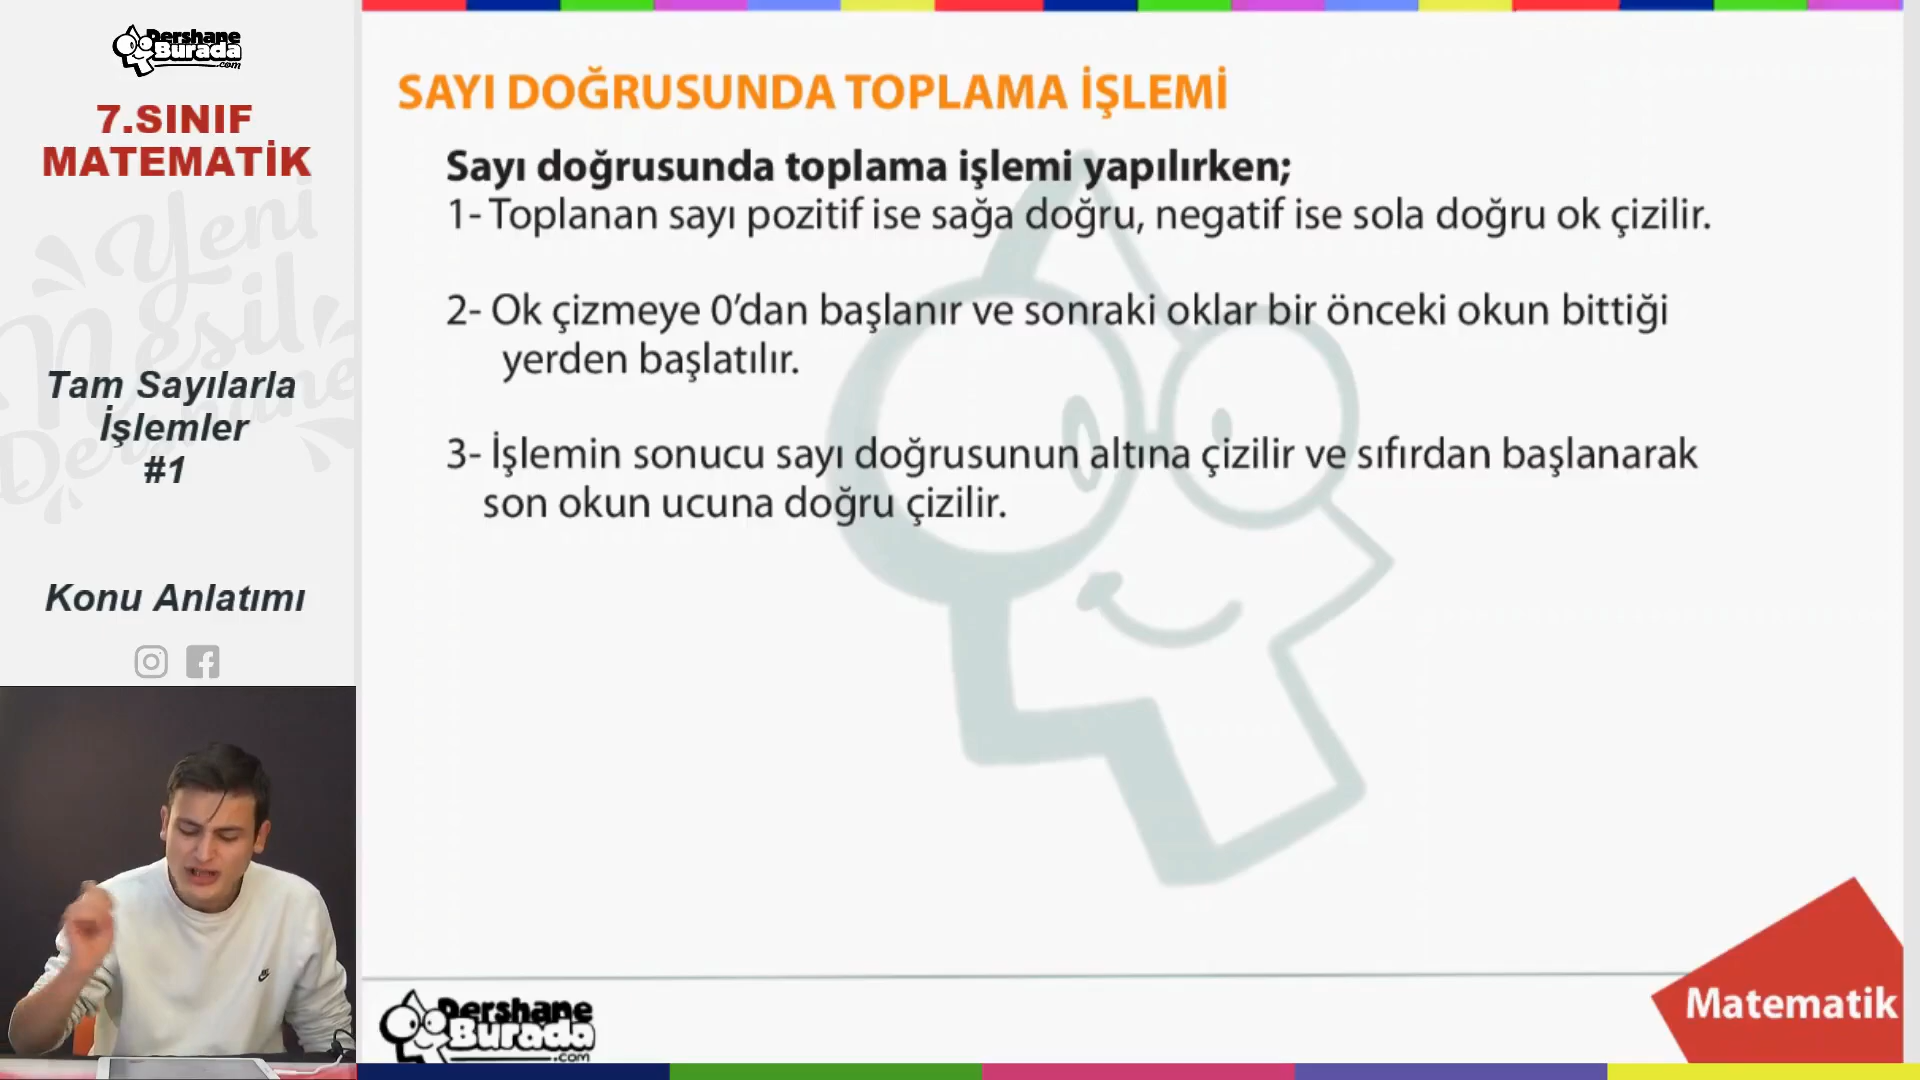 Dershane
Burada
.com
7.SINIF
MATEMATİK
Yeni
Nesil
Dershane
Tam Sayılarla
İşlemler
#1
Konu Anlatımı
SAYI DOĞRUSUNDA TOPLAMA İŞLEMİ
Sayı doğrusunda toplama işlemi yapılırken;
1- Toplanan sayı pozitif ise sağa doğru, negatif ise sola doğru ok çizilir.
2- Ok çizmeye 0’dan başlanır ve sonraki oklar bir önceki okun bittiği
yerden başlatılır.
3- İşlemin sonucu sayı doğrusunun altına çizilir ve sıfırdan başlanarak
son okun ucuna doğru çizilir.
Dershane
Burada
.com
Matematik